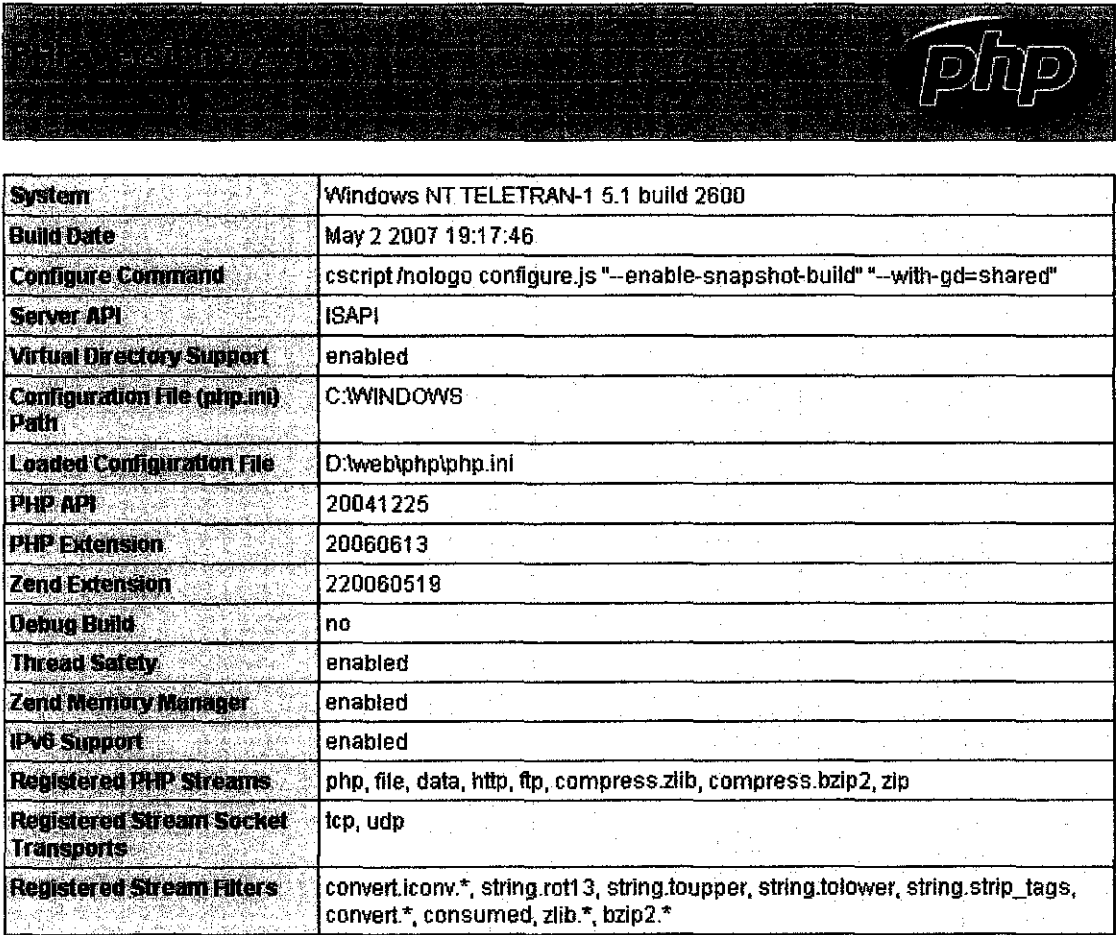 php
System Windows NT TELETRAN-1 5.1 build 2600
Build Date May 2 2007 19:17:46
Configure Command cscript /nologo configure.js "--enable-snapshot-build" "--with-gd=shared"
Server API ISAPI
Virtual Directory Support enabled
Configuration File (php.ini) C:\WINDOWS
Path
Loaded Configuration File D:\web\php\php.ini
PHP API 20041225
PHP Extension 20060613
Zend Extension 220060519
Debug Build no
Thread Safety enabled
Zend Memory Manager enabled
IPv6 Support enabled
Registered PHP Streams php, file, data, http, ftp, compress.zlib, compress.bzip2, zip
Registered Stream Socket tcp, udp
Transports
Registered Stream Filters convert.iconv.*, string.rot13, string.toupper, string.tolower, string.strip_tags,
convert.*, consumed, zlib.*, bzip2.*